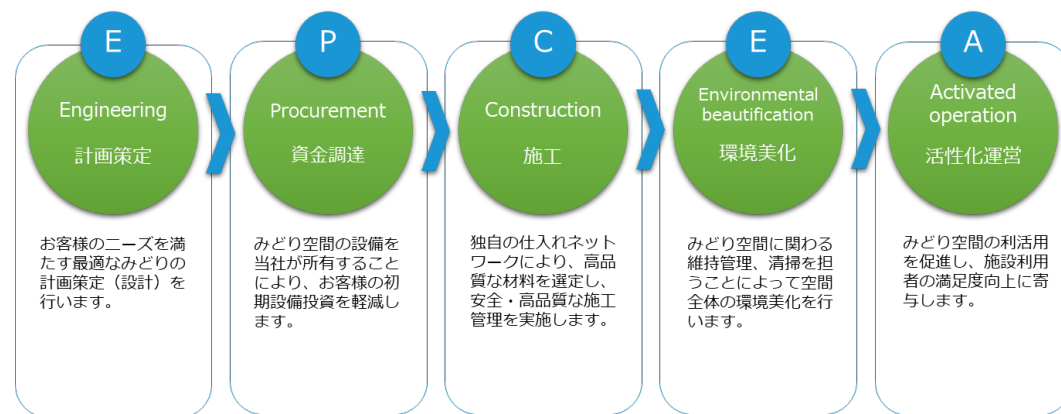 E
Engineering
計画策定
お客様のニーズを満
たす最適なみどりの
計画策定（設計）を
行います。
P
Procurement
資金調達
みどり空間の設備を
当社が所有すること
により、お客様の初
期設備投資を軽減し
ます。
C
Construction
施工
独自の仕入れネット
ワークにより、高品
質な材料を選定し、
安全・高品質な施工
管理を実施します。
E
Environmental
beautification
環境美化
みどり空間に関わる
維持管理、清掃を担
うことによって空間
全体の環境美化を行
います。
A
Activated
operation
活性化運営
みどり空間の利活用
を促進し、施設利用
者の満足度向上に寄
与します。